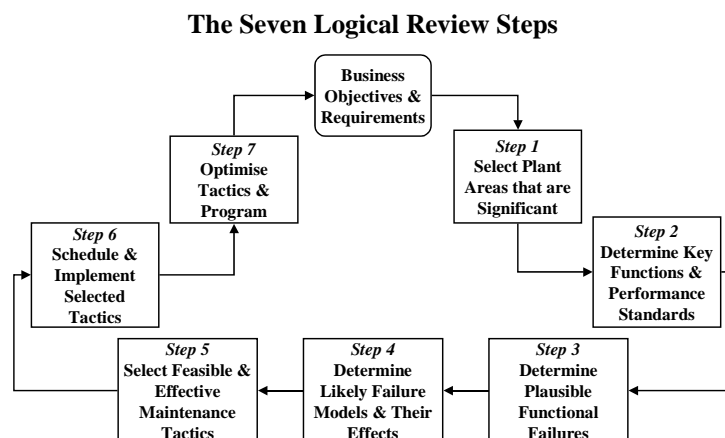 The Seven Logical Review Steps
Business
Objectives &
Requirements
Step 1
Select Plant
Areas that are
Significant
Step 2
Determine Key
Functions &
Performance
Standards
Step 3
Determine
Plausible
Functional
Failures
Step 4
Determine
Likely Failure
Models & Their
Effects
Step 5
Select Feasible &
Effective
Maintenance
Tactics
Step 6
Schedule &
Implement
Selected
Tactics
Step 7
Optimise
Tactics &
Program